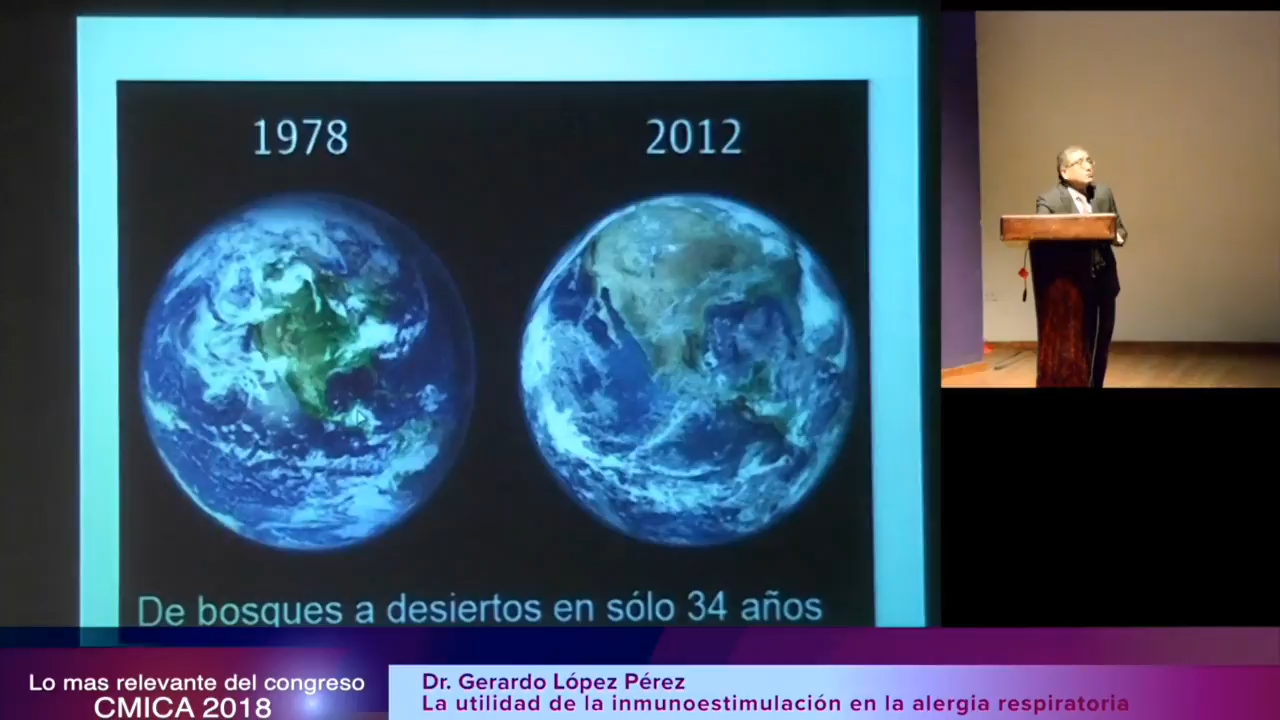 1978
2012
De bosques a desiertos en sólo 34 años
Lo mas relevante del congreso
CMICA 2018
Dr. Gerardo López Pérez
La utilidad de la inmunoestimulación en la alergia respiratoria